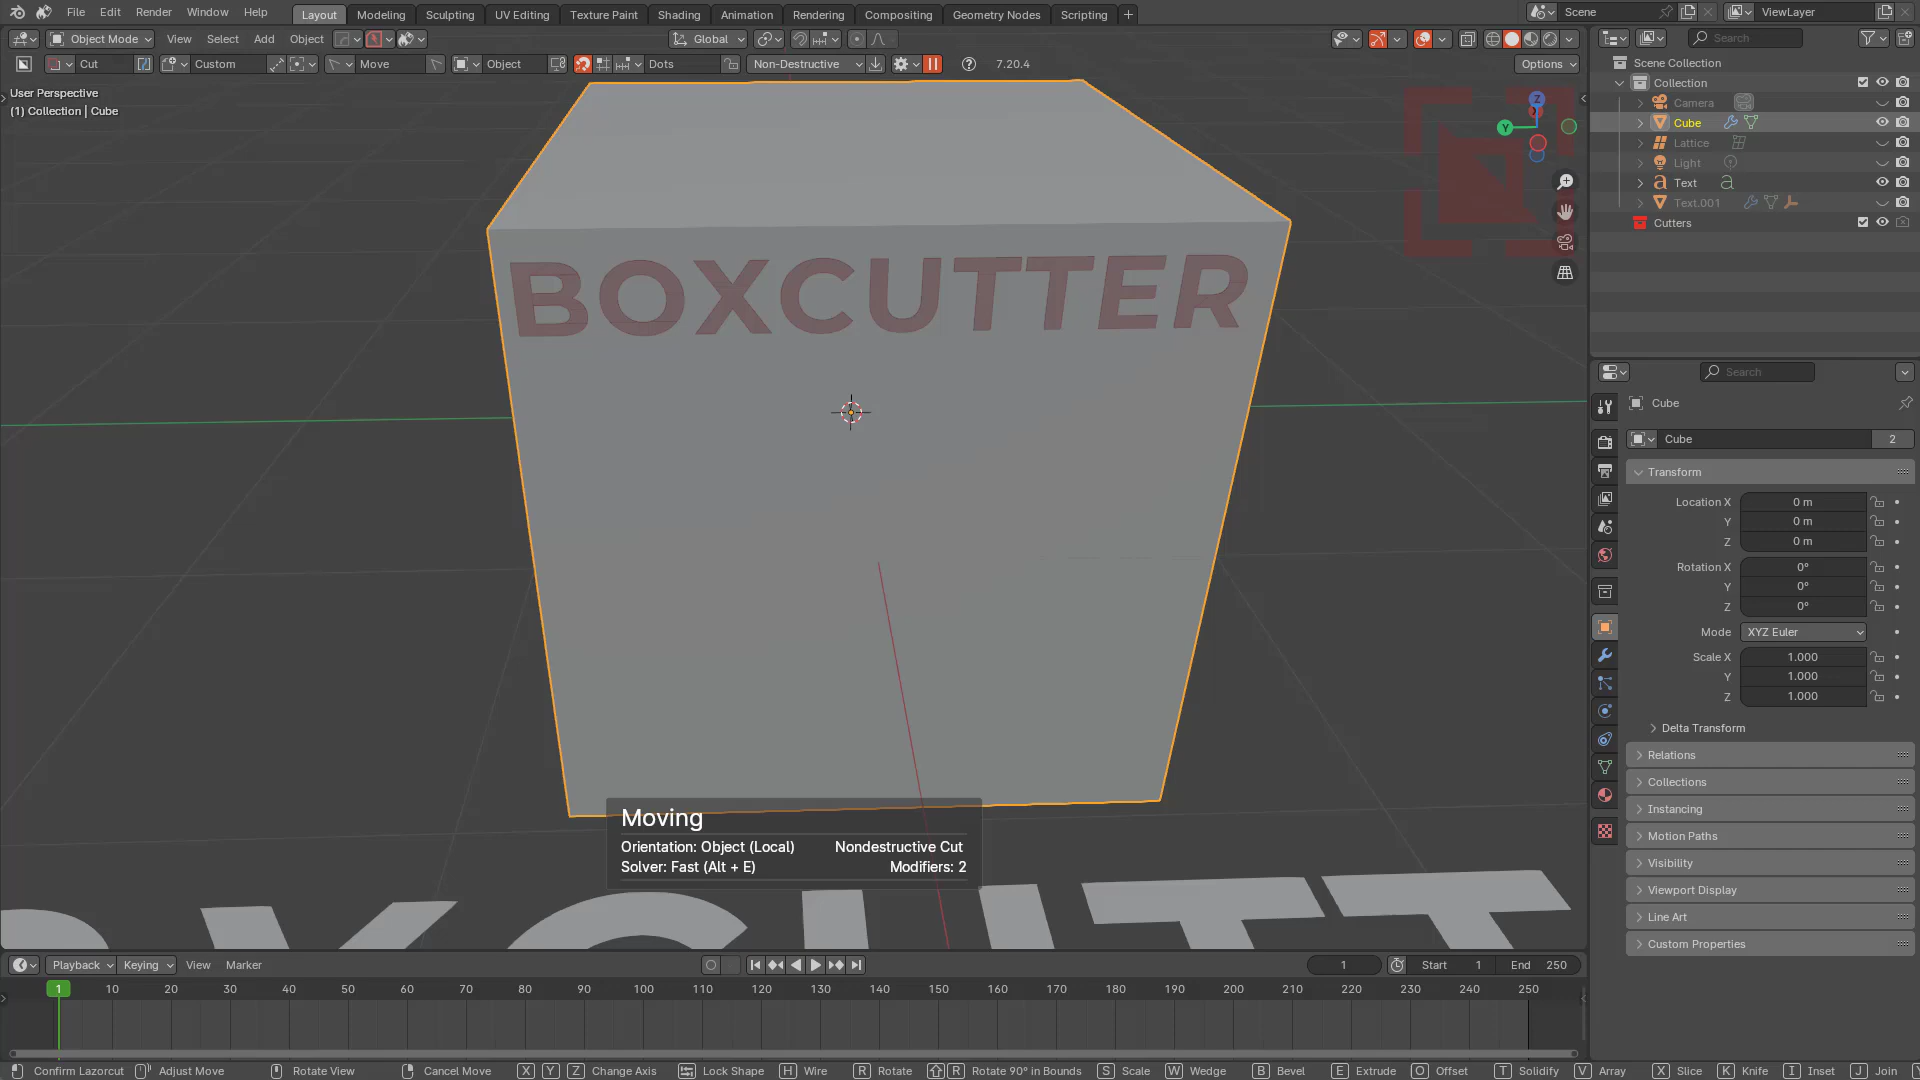 File Edit Render Window Help Layout Modeling Sculpting UV Editing Texture Paint Shading Animation Rendering Compositing Geometry Nodes Scripting + Scene ViewLayer
Object Mode View Select Add Object Global Search
Cut Custom Move Object Dots Non-Destructive 7.20.4 Options
User Perspective
(1) Collection | Cube
Scene Collection
Collection
Camera
Cube
Lattice
Light
Text
Text.001
Cutters
Z
Y
BOXCUTTER
Search
Cube
Cube 2
Transform
Location X 0 m
Y 0 m
Z 0 m
Rotation X 0°
Y 0°
Z 0°
Mode XYZ Euler
Scale X 1.000
Y 1.000
Z 1.000
Delta Transform
Relations
Collections
Instancing
Motion Paths
Visibility
Viewport Display
Line Art
Custom Properties
Moving
Orientation: Object (Local) Nondestructive Cut
Solver: Fast (Alt + E) Modifiers: 2
OXCUTT
Playback Keying View Marker 1 Start 1 End 250
1 10 20 30 40 50 60 70 80 90 100 110 120 130 140 150 160 170 180 190 200 210 220 230 240 250
Confirm Lazorcut Adjust Move Rotate View Cancel Move X Y Z Change Axis Lock Shape H Wire R Rotate R Rotate 90° in Bounds S Scale W Wedge B Bevel E Extrude O Offset T Solidify V Array X Slice K Knife I Inset J Join Y